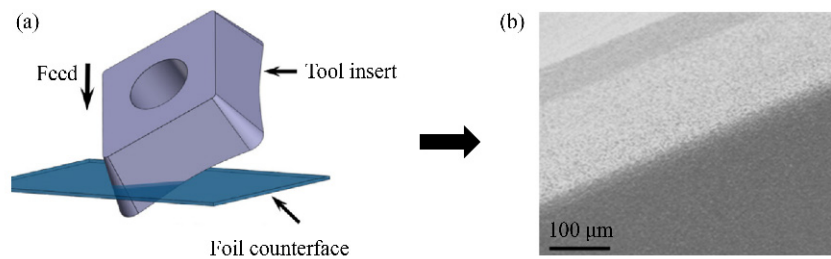 (a)
Feed
Tool insert
Foil counterface
(b)
100 μm